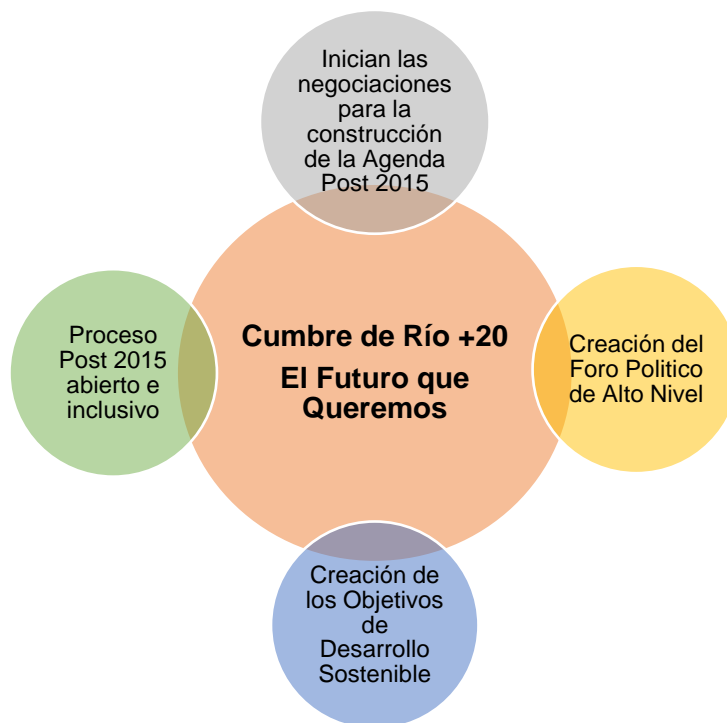 Inician las
negociaciones
para la
construcción
de la Agenda
Post 2015
Proceso
Post 2015
abierto e
inclusivo
Cumbre de Río +20
El Futuro que
Queremos
Creación del
Foro Politico
de Alto Nivel
Creación de
los Objetivos
de
Desarrollo
Sostenible